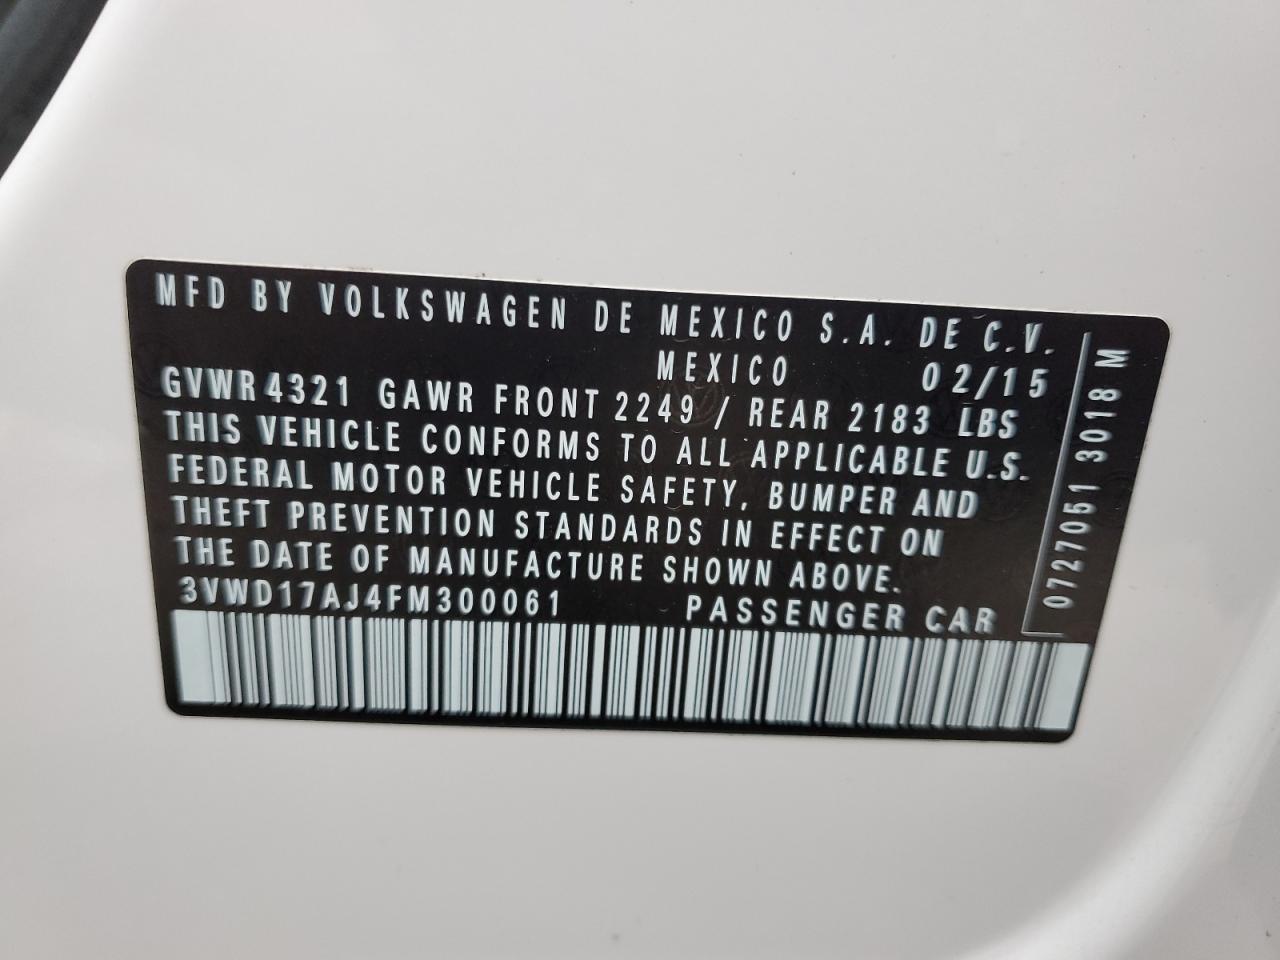 MFD BY VOLKSWAGEN DE MEXICO S.A. DE C.V.
MEXICO 02/15
GVWR 4321 GAWR FRONT 2249 / REAR 2183 LBS
THIS VEHICLE CONFORMS TO ALL APPLICABLE U.S.
FEDERAL MOTOR VEHICLE SAFETY, BUMPER AND
THEFT PREVENTION STANDARDS IN EFFECT ON
THE DATE OF MANUFACTURE SHOWN ABOVE.
3VWD17AJ4FM300061 PASSENGER CAR
0727051 3018 M